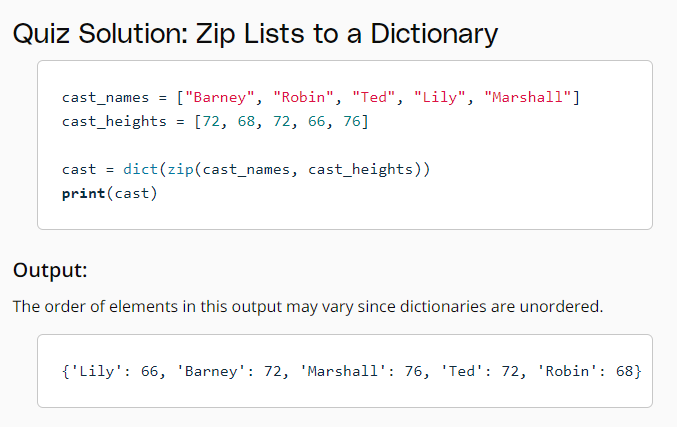 Quiz Solution: Zip Lists to a Dictionary
cast_names = ["Barney", "Robin", "Ted", "Lily", "Marshall"]
cast_heights = [72, 68, 72, 66, 76]
cast = dict(zip(cast_names, cast_heights))
print(cast)
Output:
The order of elements in this output may vary since dictionaries are unordered.
{'Lily': 66, 'Barney': 72, 'Marshall': 76, 'Ted': 72, 'Robin': 68}